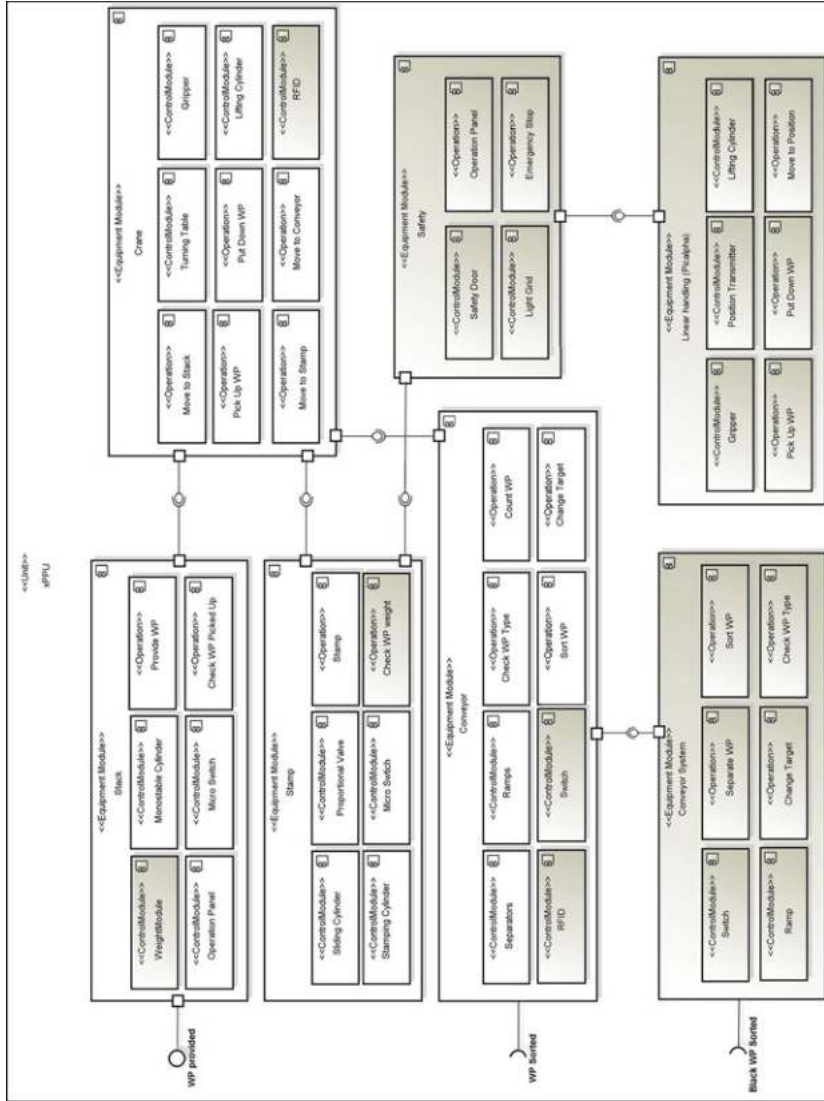 <<Unit>>
xPPU
<<Equipment Module>>
Stack
<<ControlModule>>
WeightModule
<<ControlModule>>
Monostable Cylinder
<<Operation>>
Provide WP
<<ControlModule>>
Operation Panel
<<ControlModule>>
Micro Switch
<<Operation>>
Check WP Picked Up
WP provided
<<Equipment Module>>
Crane
<<Operation>>
Move to Stack
<<ControlModule>>
Turning Table
<<ControlModule>>
Gripper
<<Operation>>
Pick Up WP
<<Operation>>
Put Down WP
<<ControlModule>>
Lifting Cylinder
<<Operation>>
Move to Stamp
<<Operation>>
Move to Conveyor
<<ControlModule>>
RFID
<<Equipment Module>>
Stamp
<<ControlModule>>
Sliding Cylinder
<<ControlModule>>
Proportional Valve
<<Operation>>
Stamp
<<ControlModule>>
Stamping Cylinder
<<ControlModule>>
Micro Switch
<<Operation>>
Check WP weight
<<Equipment Module>>
Safety
<<ControlModule>>
Safety Door
<<Operation>>
Operation Panel
<<ControlModule>>
Light Grid
<<Operation>>
Emergency Stop
<<Equipment Module>>
Conveyor
<<ControlModule>>
Separators
<<ControlModule>>
Ramps
<<Operation>>
Check WP Type
<<Operation>>
Count WP
<<ControlModule>>
RFID
<<ControlModule>>
Switch
<<Operation>>
Sort WP
<<Operation>>
Change Target
WP Sorted
<<Equipment Module>>
Conveyor System
<<ControlModule>>
Switch
<<Operation>>
Separate WP
<<Operation>>
Sort WP
<<ControlModule>>
Ramp
<<Operation>>
Change Target
<<Operation>>
Check WP Type
Black WP Sorted
<<Equipment Module>>
Linear handling (Picalpha)
<<ControlModule>>
Gripper
<<ControlModule>>
Position Transmitter
<<ControlModule>>
Lifting Cylinder
<<Operation>>
Pick Up WP
<<Operation>>
Put Down WP
<<Operation>>
Move to Position